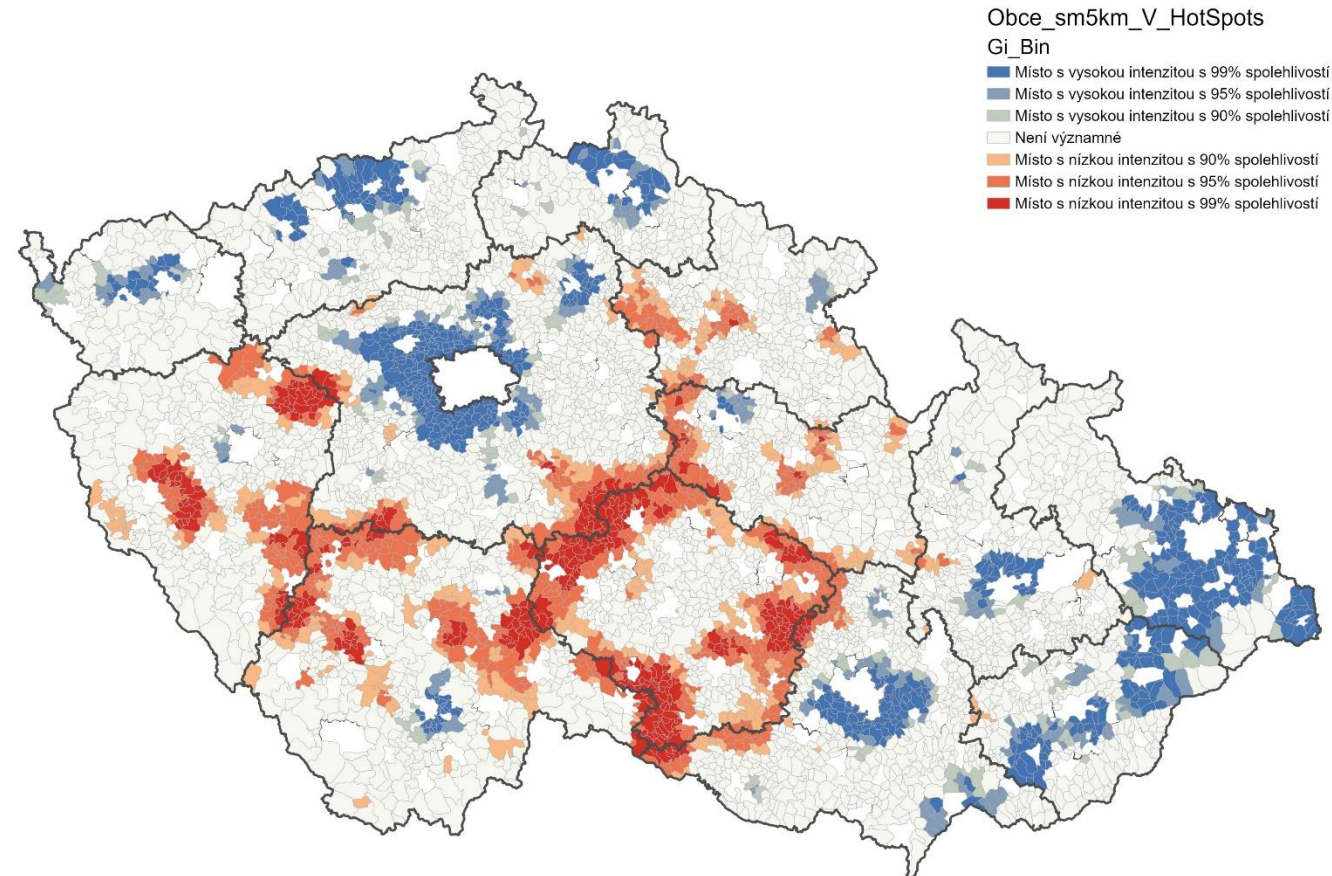 Obce_sm5km_V_HotSpots
Gi_Bin
Místo s vysokou intenzitou s 99% spolehlivostí
Místo s vysokou intenzitou s 95% spolehlivostí
Místo s vysokou intenzitou s 90% spolehlivostí
Není významné
Místo s nízkou intenzitou s 90% spolehlivostí
Místo s nízkou intenzitou s 95% spolehlivostí
Místo s nízkou intenzitou s 99% spolehlivostí